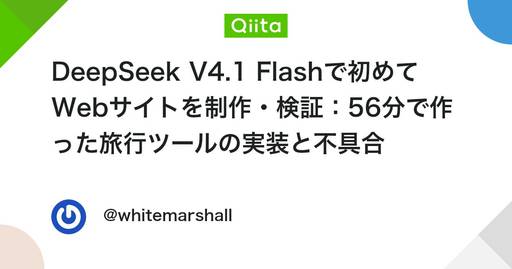 Qiita
DeepSeek V4.1 Flashで初めて
Webサイトを制作・検証：56分で作
った旅行ツールの実装と不具合
@whitemarshall